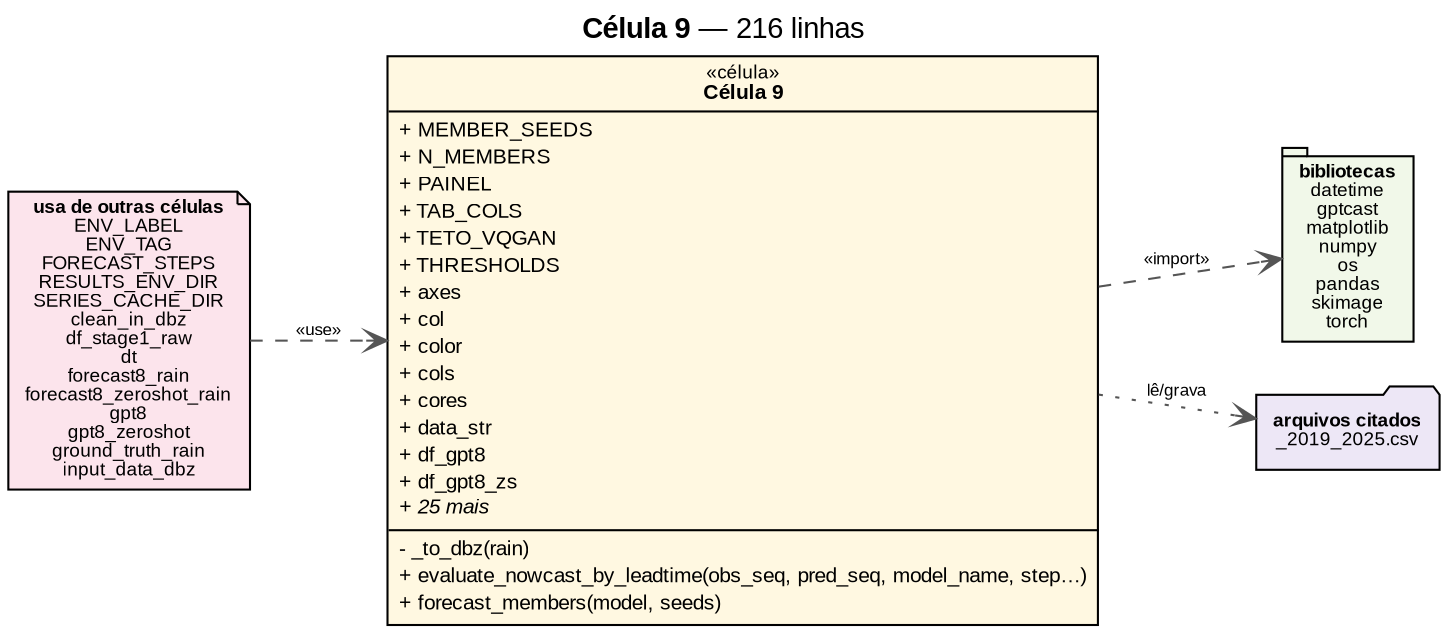 Célula 9 — 216 linhas
usa de outras células
ENV_LABEL
ENV_TAG
FORECAST_STEPS
RESULTS_ENV_DIR
SERIES_CACHE_DIR
clean_in_dbz
df_stage1_raw
dt
forecast8_rain
forecast8_zeroshot_rain
gpt8
gpt8_zeroshot
ground_truth_rain
input_data_dbz
«use»
«célula»
Célula 9
+ MEMBER_SEEDS
+ N_MEMBERS
+ PAINEL
+ TAB_COLS
+ TETO_VQGAN
+ THRESHOLDS
+ axes
+ col
+ color
+ cols
+ cores
+ data_str
+ df_gpt8
+ df_gpt8_zs
+ 25 mais
- _to_dbz(rain)
+ evaluate_nowcast_by_leadtime(obs_seq, pred_seq, model_name, step…)
+ forecast_members(model, seeds)
«import»
bibliotecas
datetime
gptcast
matplotlib
numpy
os
pandas
skimage
torch
lê/grava
arquivos citados
_2019_2025.csv